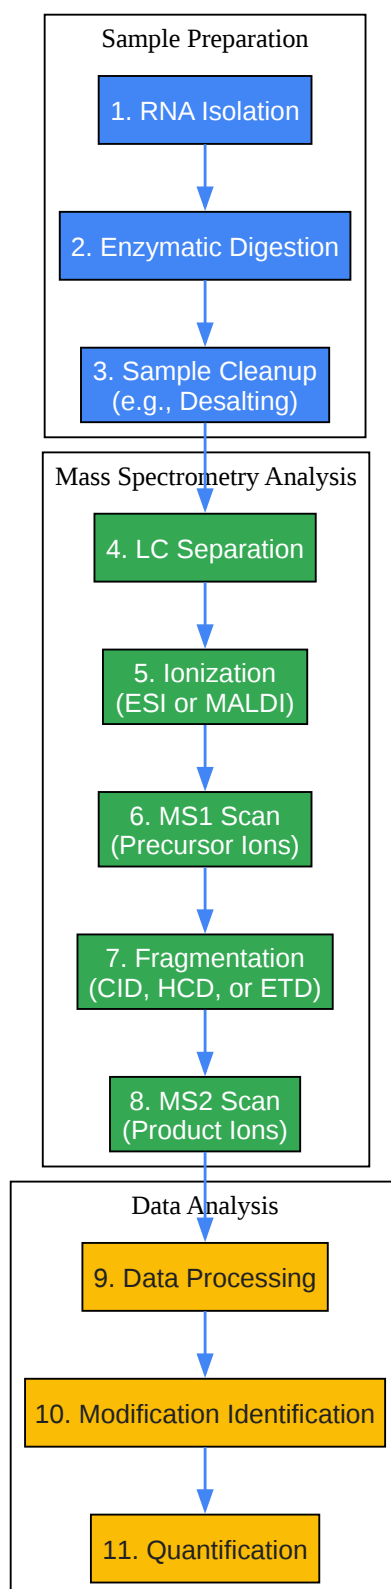 Sample Preparation
1. RNA Isolation
2. Enzymatic Digestion
3. Sample Cleanup
(e.g., Desalting)
Mass Spectrometry Analysis
4. LC Separation
5. Ionization
(ESI or MALDI)
6. MS1 Scan
(Precursor Ions)
7. Fragmentation
(CID, HCD, or ETD)
8. MS2 Scan
(Product Ions)
Data Analysis
9. Data Processing
10. Modification Identification
11. Quantification